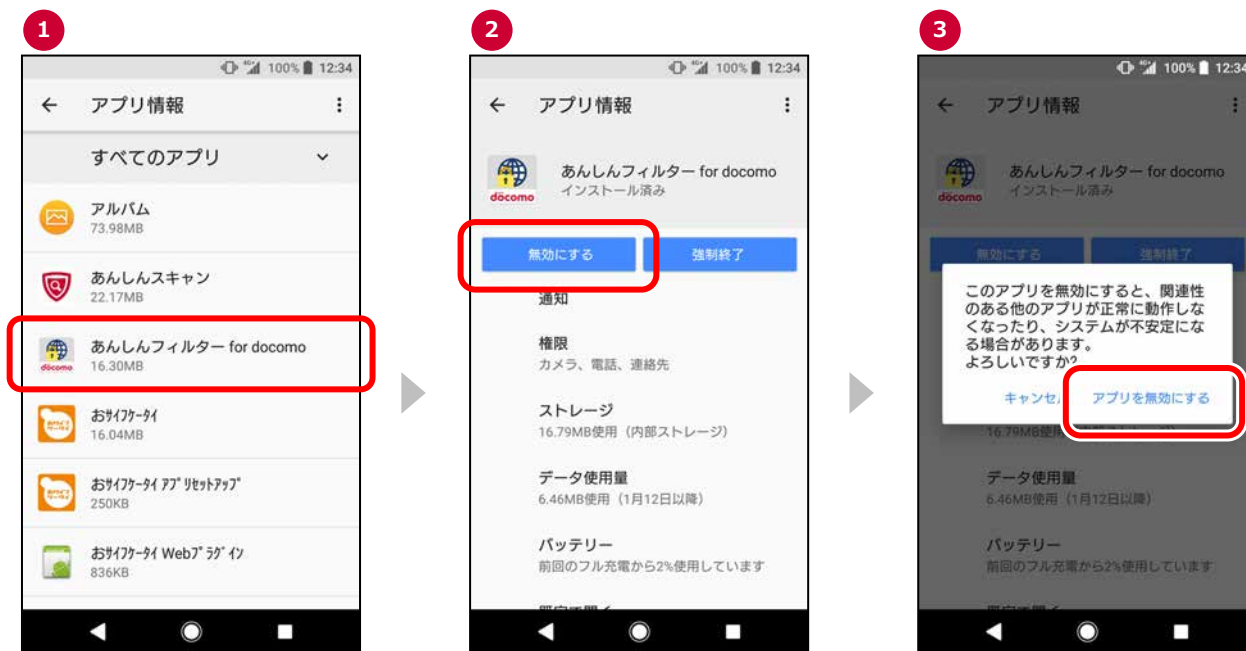 1
100% 12:34
アプリ情報
すべてのアプリ
アルバム
73.98MB
あんしんスキャン
22.17MB
döcomo
あんしんフィルター for docomo
16.30MB
おサイフケータイ
16.04MB
おサイフケータイ アプリセットアップ
250KB
おサイフケータイ Webプラグイン
836KB
2
100% 12:34
アプリ情報
döcomo
あんしんフィルター for docomo
インストール済み
無効にする
強制終了
通知
権限
カメラ、電話、連絡先
ストレージ
16.79MB使用（内部ストレージ）
データ使用量
6.46MB使用（1月12日以降）
バッテリー
前回のフル充電から2%使用しています
3
100% 12:34
アプリ情報
döcomo
あんしんフィルター for docomo
インストール済み
無効にする
強制終了
このアプリを無効にすると、関連性
のある他のアプリが正常に動作しな
くなったり、システムが不安定にな
る場合があります。
よろしいですか?
キャンセル
アプリを無効にする
16.79MB使用
データ使用量
6.46MB使用（1月12日以降）
バッテリー
前回のフル充電から2%使用しています